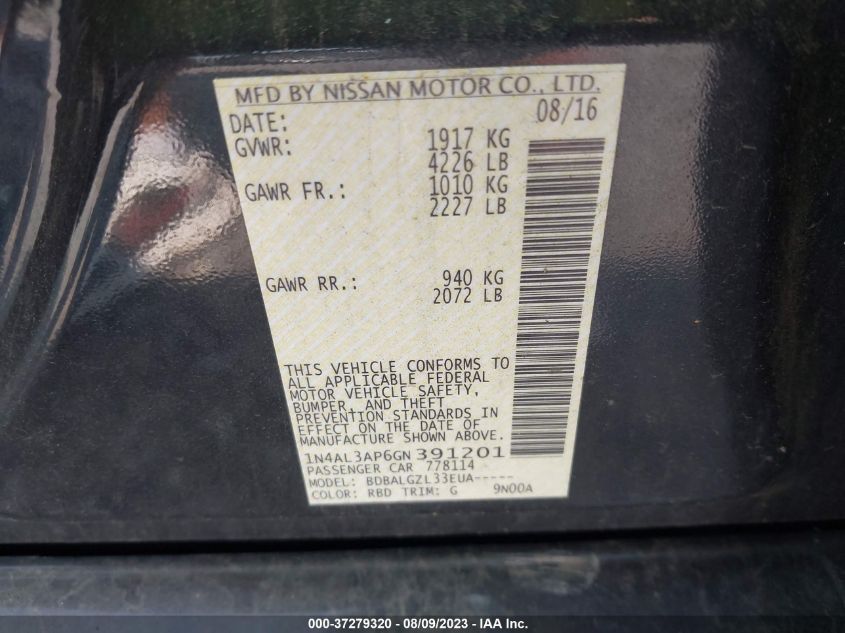 MFD BY NISSAN MOTOR CO., LTD.
DATE: 08/16
GVWR: 1917 KG
4226 LB
GAWR FR.: 1010 KG
2227 LB
GAWR RR.: 940 KG
2072 LB
THIS VEHICLE CONFORMS TO
ALL APPLICABLE FEDERAL
MOTOR VEHICLE SAFETY,
BUMPER, AND THEFT
PREVENTION STANDARDS IN
EFFECT ON THE DATE OF
MANUFACTURE SHOWN ABOVE.
1N4AL3AP6GN391201
PASSENGER CAR 778114
MODEL: BDBALGZL33EUA-----
COLOR: RBD TRIM: G 9N00A
000-37279320 - 08/09/2023 - IAA Inc.